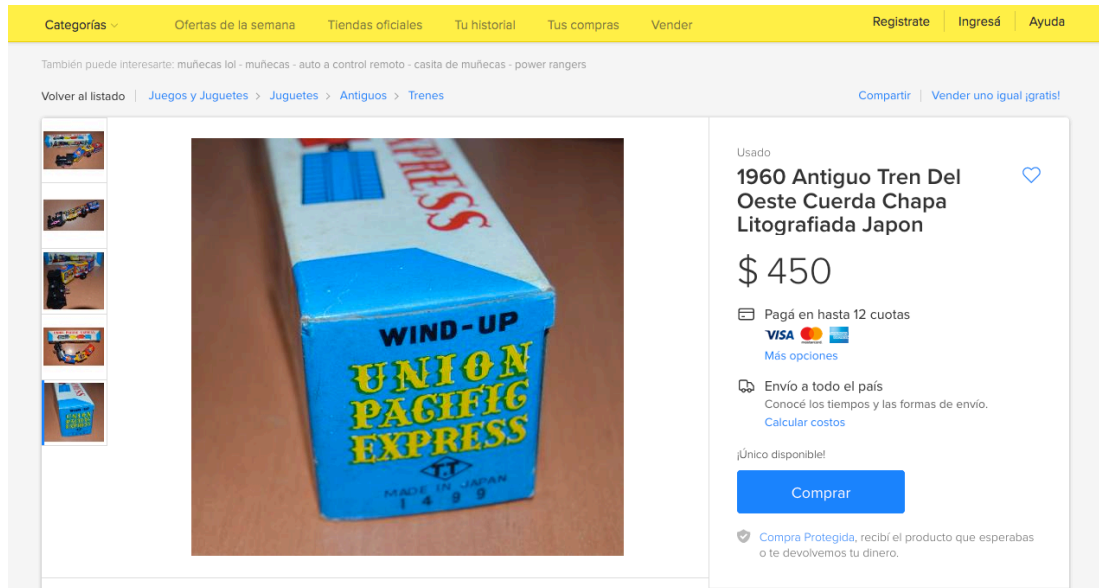 Categorías
Ofertas de la semana
Tiendas oficiales
Tu historial
Tus compras
Vender
Registrate
Ingresá
Ayuda
También puede interesarte: muñecas lol - muñecas - auto a control remoto - casita de muñecas - power rangers
Volver al listado
Juegos y Juguetes > Juguetes > Antiguos > Trenes
Compartir
Vender uno igual ¡gratis!
XPRESS
WIND-UP
UNION
PACIFIC
EXPRESS
T.T
MADE IN JAPAN
1499
Usado
1960 Antiguo Tren Del
Oeste Cuerda Chapa
Litografiada Japon
$ 450
Pagá en hasta 12 cuotas
VISA
mastercard
Más opciones
Envío a todo el país
Conocé los tiempos y las formas de envío.
Calcular costos
¡Único disponible!
Comprar
Compra Protegida, recibí el producto que esperabas
o te devolvemos tu dinero.